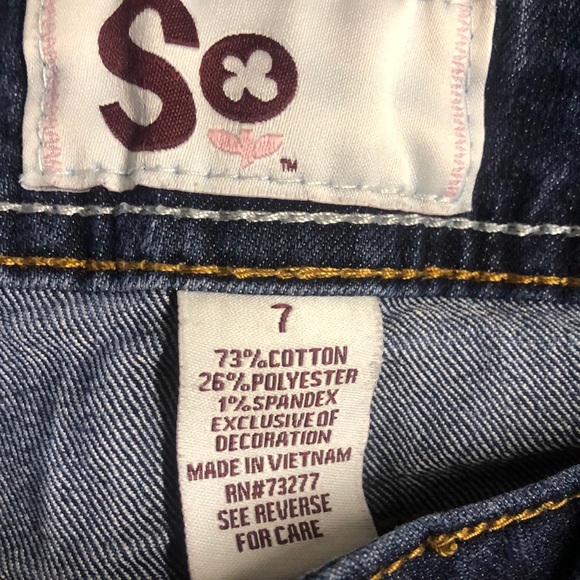 So
TM
7
73%COTTON
26%POLYESTER
1%SPANDEX
EXCLUSIVE OF
DECORATION
MADE IN VIETNAM
RN#73277
SEE REVERSE
FOR CARE